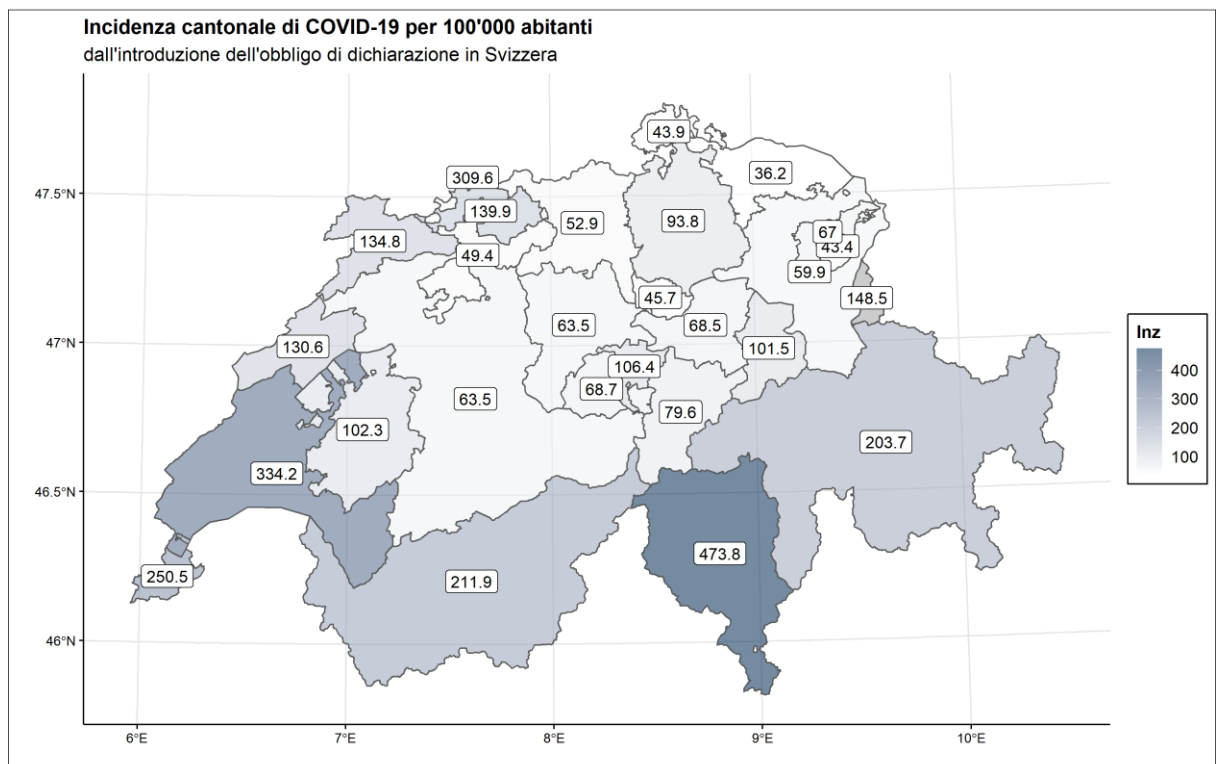 Incidenza cantonale di COVID-19 per 100'000 abitanti
dall'introduzione dell'obbligo di dichiarazione in Svizzera
43.9
36.2
309.6
139.9
52.9
93.8
67
43.4
134.8
49.4
59.9
45.7
148.5
63.5
68.5
130.6
101.5
106.4
68.7
63.5
79.6
102.3
203.7
334.2
473.8
250.5
211.9
47.5°N
47°N
46.5°N
46°N
6°E
7°E
8°E
9°E
10°E
Inz
400
300
200
100